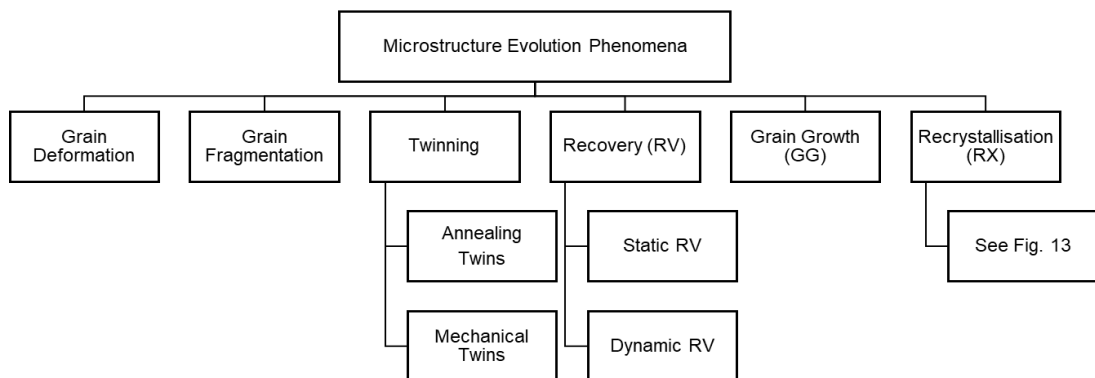 Microstructure Evolution Phenomena
Grain
Deformation
Grain
Fragmentation
Twinning
Recovery (RV)
Grain Growth
(GG)
Recrystallisation
(RX)
Annealing
Twins
Static RV
See Fig. 13
Mechanical
Twins
Dynamic RV